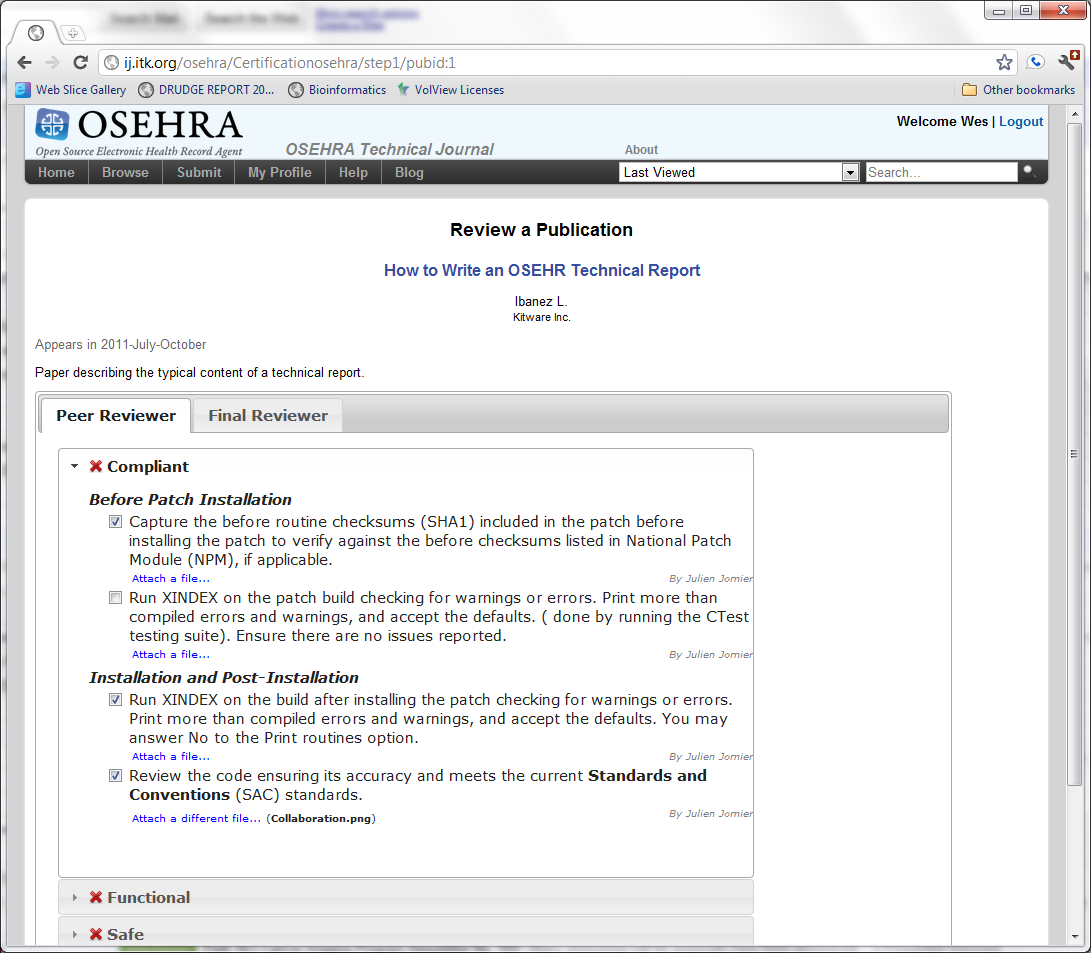 Search Mail Search the Web Show search options
Create a filter
ij.itk.org/osehra/Certificationosehra/step1/pubid:1
Web Slice Gallery DRUDGE REPORT 20... Bioinformatics VolView Licenses Other bookmarks
OSEHRA
Open Source Electronic Health Record Agent
OSEHRA Technical Journal
About
Welcome Wes | Logout
Home Browse Submit My Profile Help Blog Last Viewed Search...
Review a Publication
How to Write an OSEHR Technical Report
Ibanez L.
Kitware Inc.
Appears in 2011-July-October
Paper describing the typical content of a technical report.
Peer Reviewer Final Reviewer
Compliant
Before Patch Installation
Capture the before routine checksums (SHA1) included in the patch before
installing the patch to verify against the before checksums listed in National Patch
Module (NPM), if applicable.
Attach a file... By Julien Jomier
Run XINDEX on the patch build checking for warnings or errors. Print more than
compiled errors and warnings, and accept the defaults. ( done by running the CTest
testing suite). Ensure there are no issues reported.
Attach a file... By Julien Jomier
Installation and Post-Installation
Run XINDEX on the build after installing the patch checking for warnings or errors.
Print more than compiled errors and warnings, and accept the defaults. You may
answer No to the Print routines option.
Attach a file... By Julien Jomier
Review the code ensuring its accuracy and meets the current Standards and
Conventions (SAC) standards.
Attach a different file... (Collaboration.png) By Julien Jomier
Functional
Safe